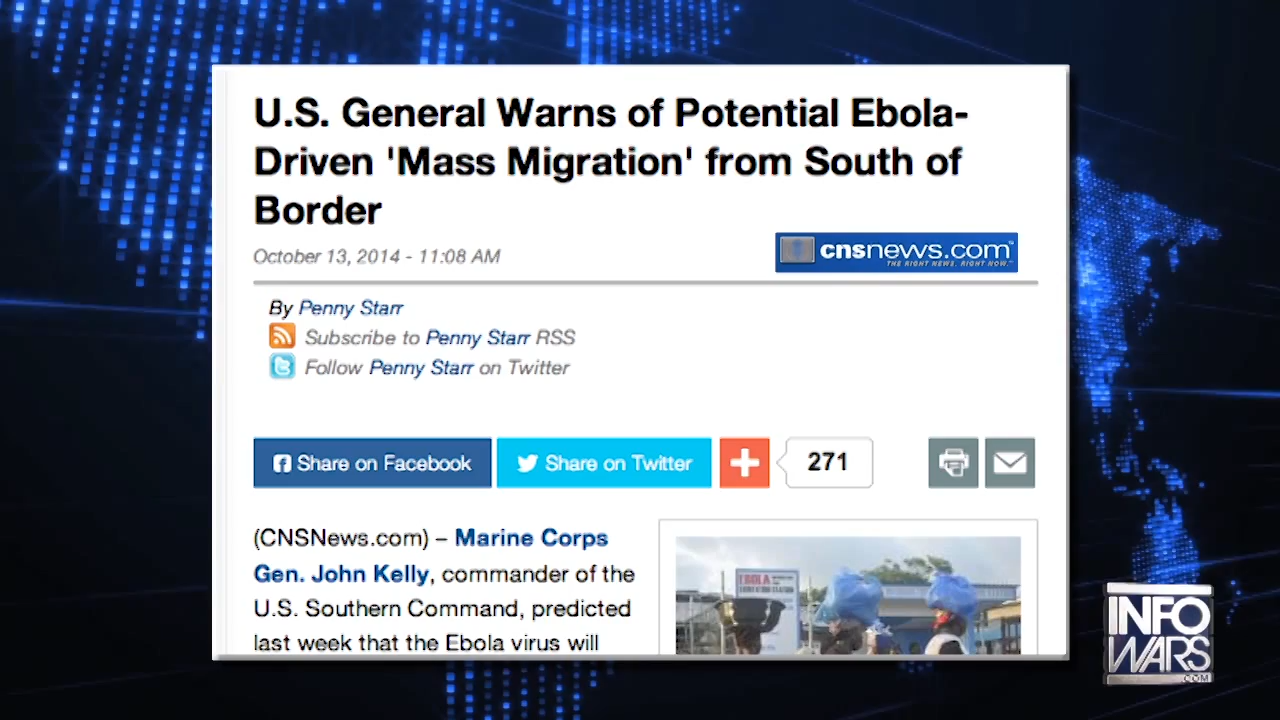 U.S. General Warns of Potential Ebola-
Driven 'Mass Migration' from South of
Border
October 13, 2014 - 11:08 AM
cnsnews.com
THE RIGHT NEWS. RIGHT NOW.
By Penny Starr
Subscribe to Penny Starr RSS
Follow Penny Starr on Twitter
Share on Facebook
Share on Twitter
271
(CNSNews.com) – Marine Corps
Gen. John Kelly, commander of the
U.S. Southern Command, predicted
last week that the Ebola virus will
EBOLA
INFO
WARS
.COM